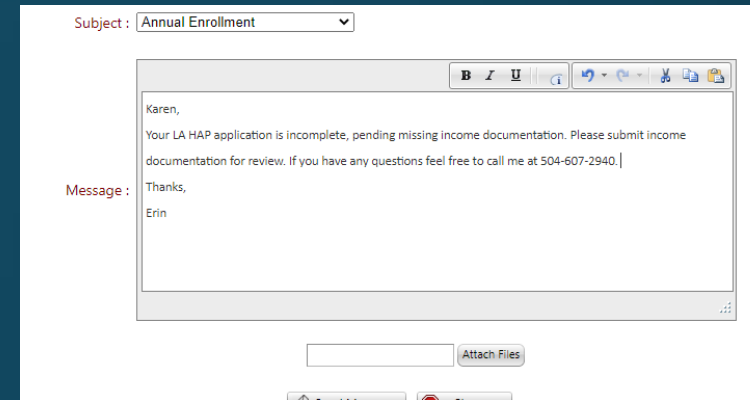 Subject : Annual Enrollment
B I U
Karen,
Your LA HAP application is incomplete, pending missing income documentation. Please submit income
documentation for review. If you have any questions feel free to call me at 504-607-2940.
Message :
Thanks,
Erin
Attach Files